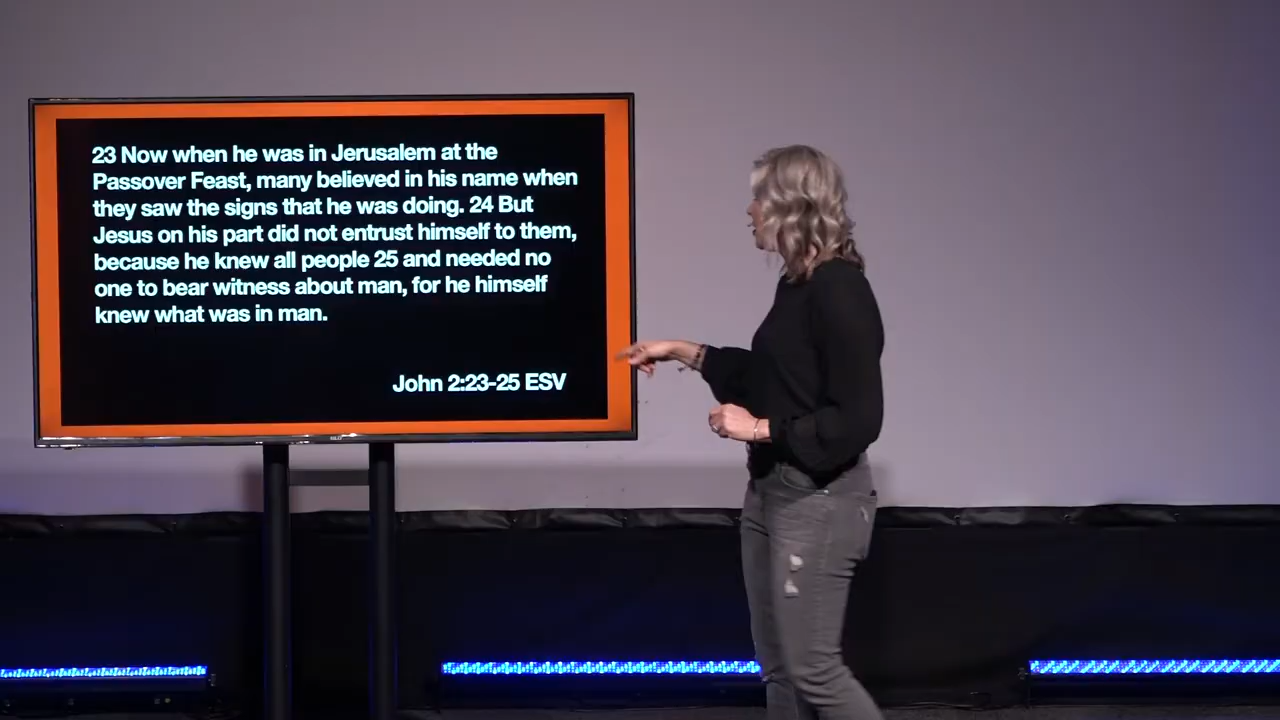 23 Now when he was in Jerusalem at the
Passover Feast, many believed in his name when
they saw the signs that he was doing. 24 But
Jesus on his part did not entrust himself to them,
because he knew all people 25 and needed no
one to bear witness about man, for he himself
knew what was in man.
John 2:23-25 ESV